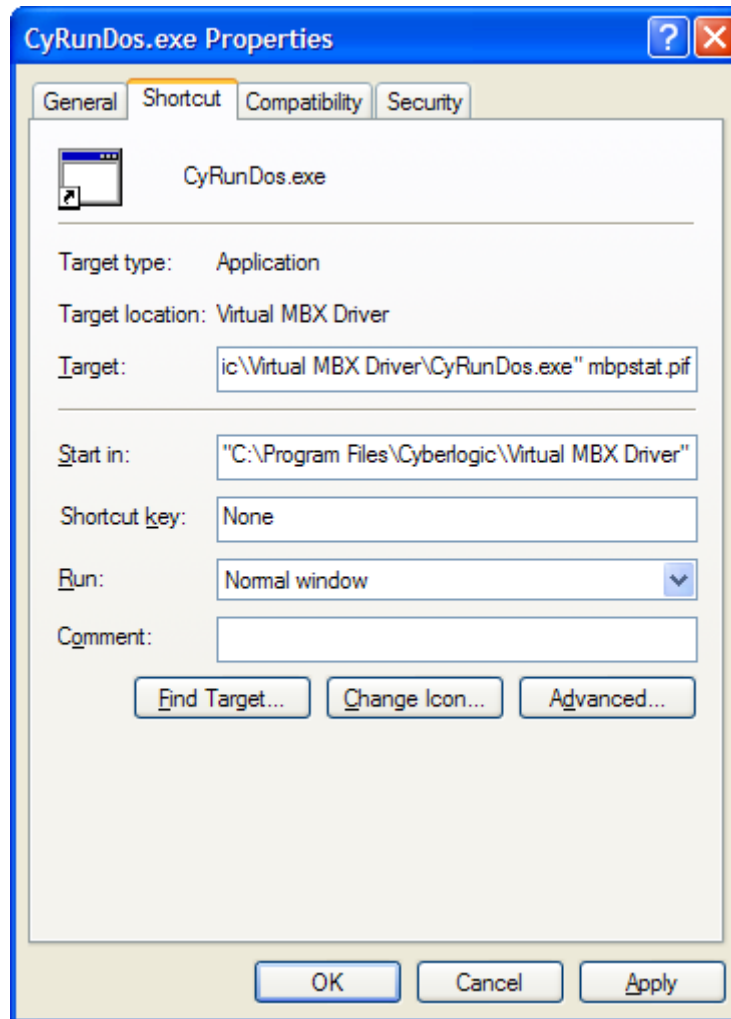 CyRunDos.exe Properties
General Shortcut Compatibility Security
CyRunDos.exe
Target type: Application
Target location: Virtual MBX Driver
Target: ic\Virtual MBX Driver\CyRunDos.exe" mbpstat.pif
Start in: "C:\Program Files\Cyberlogic\Virtual MBX Driver"
Shortcut key: None
Run: Normal window
Comment:
Find Target... Change Icon... Advanced...
OK Cancel Apply